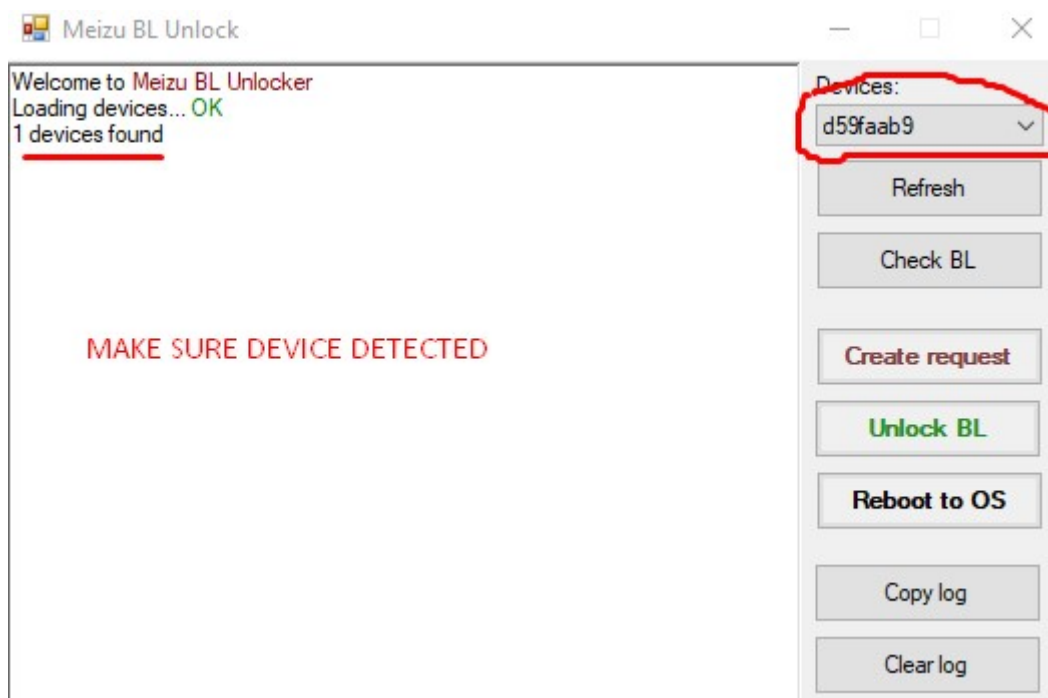 Meizu BL Unlock
Welcome to Meizu BL Unlocker
Loading devices... OK
1 devices found
MAKE SURE DEVICE DETECTED
Devices:
d59faab9
Refresh
Check BL
Create request
Unlock BL
Reboot to OS
Copy log
Clear log